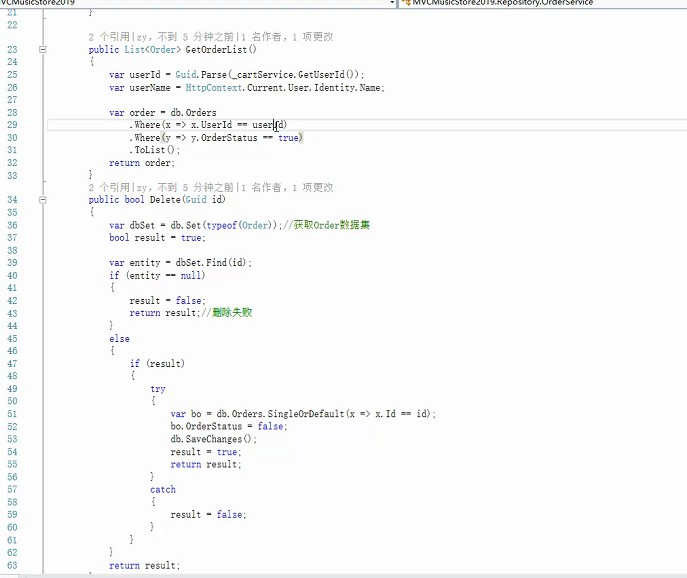 VCMusicStore2019 MVCMusicStore2019.Repository.OrderService
21 }
22
2 个引用|zy，不到 5 分钟之前|1 名作者，1 项更改
23 public List<Order> GetOrderList()
24 {
25 var userId = Guid.Parse(_cartService.GetUserId());
26 var userName = HttpContext.Current.User.Identity.Name;
27
28 var order = db.Orders
29 .Where(x => x.UserId == userId)
30 .Where(y => y.OrderStatus == true)
31 .ToList();
32 return order;
33 }
2 个引用|zy，不到 5 分钟之前|1 名作者，1 项更改
34 public bool Delete(Guid id)
35 {
36 var dbSet = db.Set(typeof(Order));//获取Order数据集
37 bool result = true;
38
39 var entity = dbSet.Find(id);
40 if (entity == null)
41 {
42 result = false;
43 return result;//删除失败
44 }
45 else
46 {
47 if (result)
48 {
49 try
50 {
51 var bo = db.Orders.SingleOrDefault(x => x.Id == id);
52 bo.OrderStatus = false;
53 db.SaveChanges();
54 result = true;
55 return result;
56 }
57 catch
58 {
59 result = false;
60 }
61 }
62 }
63 return result;